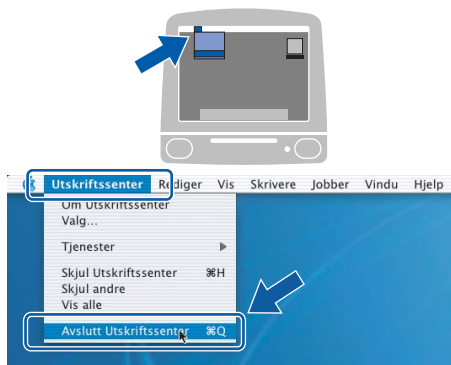 Utskriftssenter Rediger Vis Skrivere Jobber Vindu Hjelp
Om Utskriftssenter
Valg...
Tjenester
Skjul Utskriftssenter ⌘H
Skjul andre
Vis alle
Avslutt Utskriftssenter ⌘Q